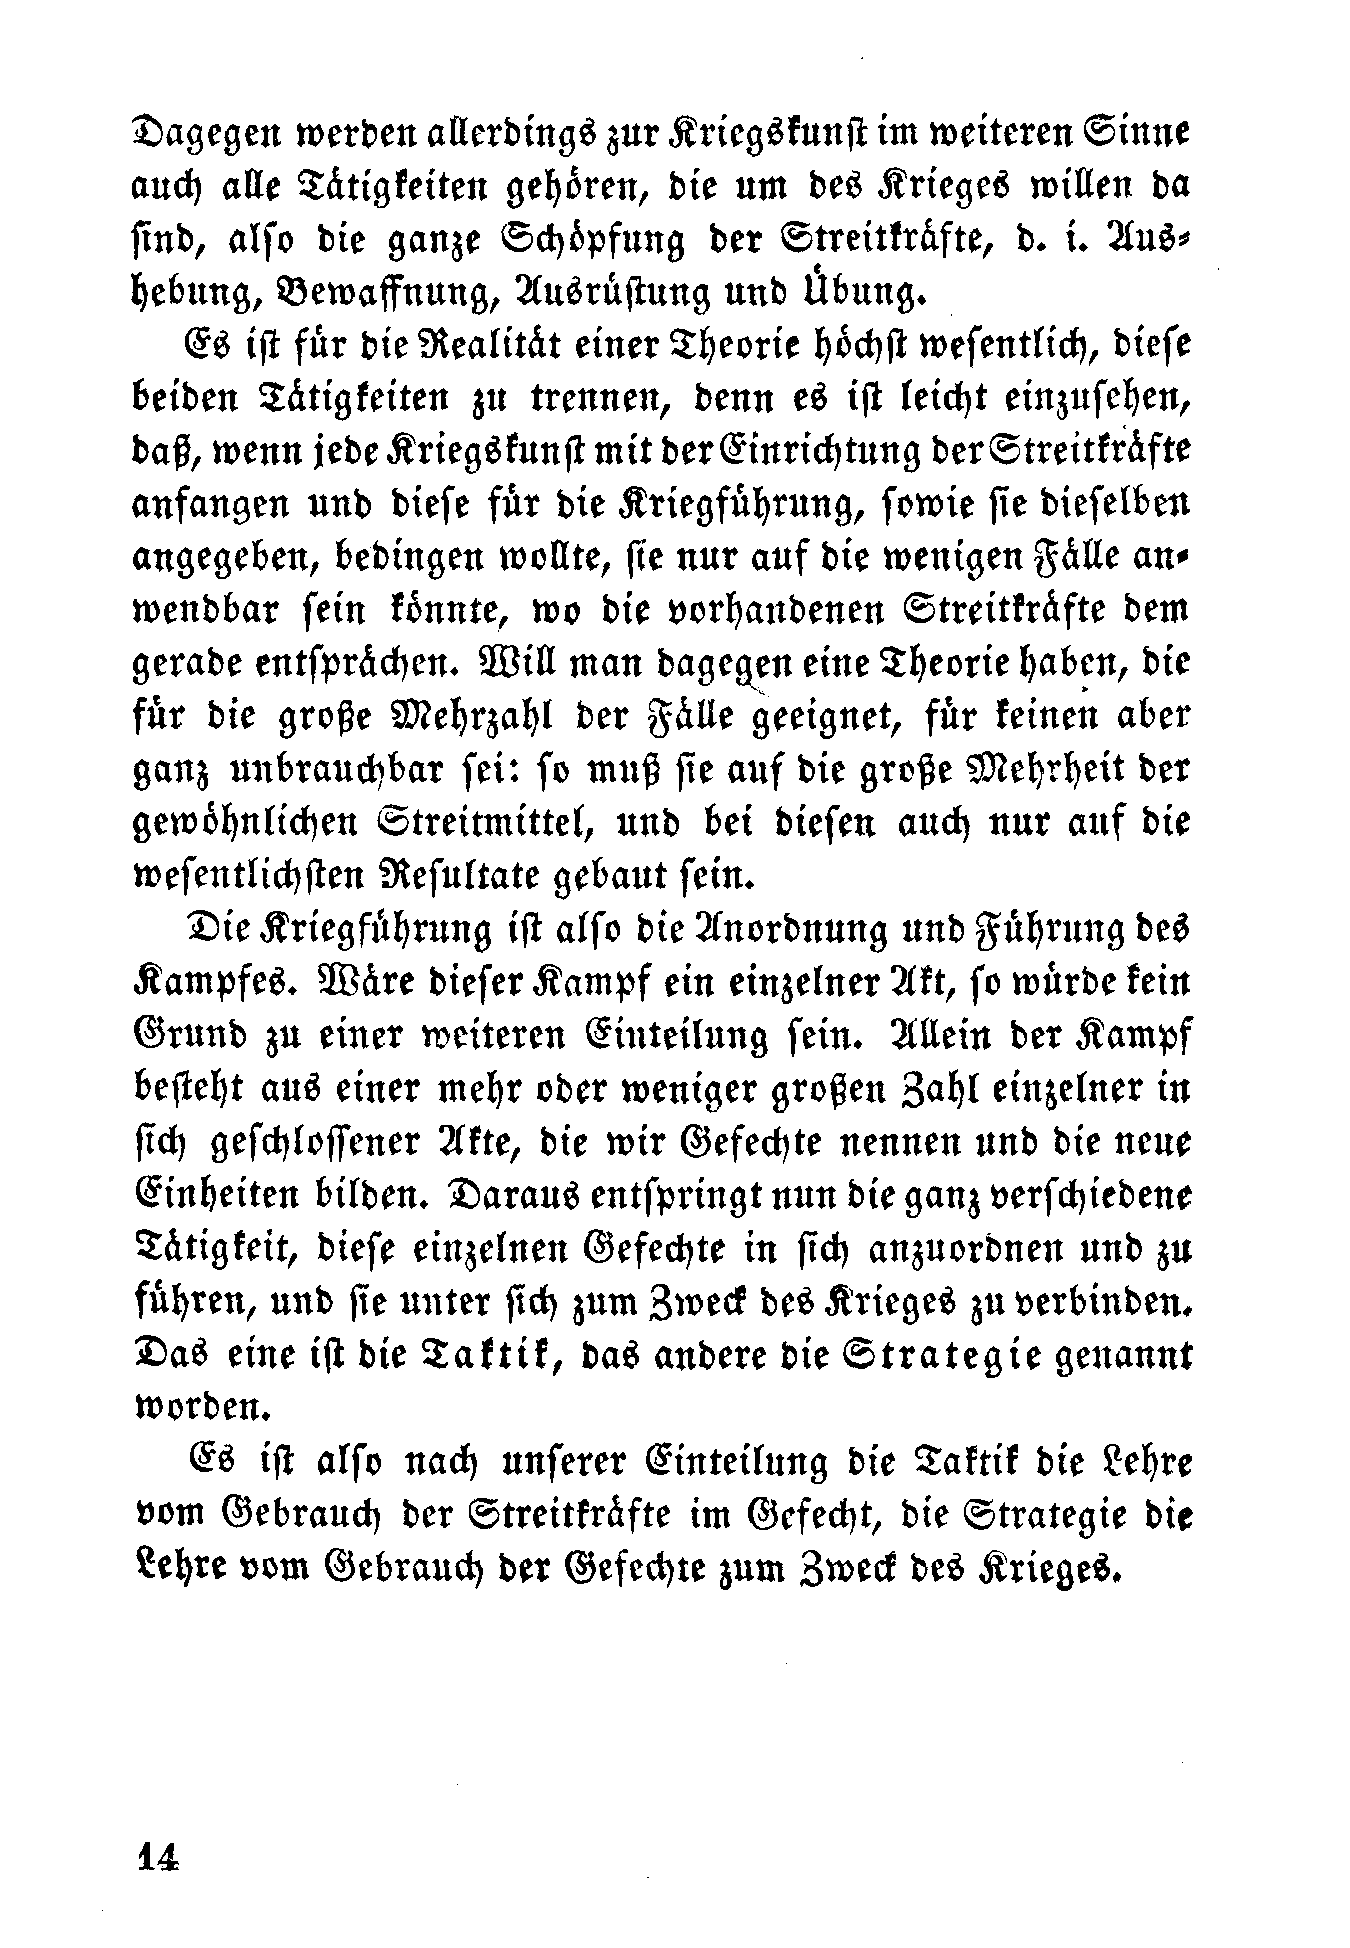 Dagegen werden allerdings zur Kriegskunst im weiteren Sinne
auch alle Tätigkeiten gehören, die um des Krieges willen da
sind, also die ganze Schöpfung der Streitkräfte, d. i. Aus-
hebung, Bewaffnung, Ausrüstung und Übung.
Es ist für die Realität einer Theorie höchst wesentlich, diese
beiden Tätigkeiten zu trennen, denn es ist leicht einzusehen,
daß, wenn jede Kriegskunst mit der Einrichtung der Streitkräfte
anfangen und diese für die Kriegführung, sowie sie dieselben
angegeben, bedingen wollte, sie nur auf die wenigen Fälle an-
wendbar sein könnte, wo die vorhandenen Streitkräfte dem
gerade entsprächen. Will man dagegen eine Theorie haben, die
für die große Mehrzahl der Fälle geeignet, für keinen aber
ganz unbrauchbar sei: so muß sie auf die große Mehrheit der
gewöhnlichen Streitmittel, und bei diesen auch nur auf die
wesentlichsten Resultate gebaut sein.
Die Kriegführung ist also die Anordnung und Führung des
Kampfes. Wäre dieser Kampf ein einzelner Akt, so würde kein
Grund zu einer weiteren Einteilung sein. Allein der Kampf
besteht aus einer mehr oder weniger großen Zahl einzelner in
sich geschlossener Akte, die wir Gefechte nennen und die neue
Einheiten bilden. Daraus entspringt nun die ganz verschiedene
Tätigkeit, diese einzelnen Gefechte in sich anzuordnen und zu
führen, und sie unter sich zum Zweck des Krieges zu verbinden.
Das eine ist die Taktik, das andere die Strategie genannt
worden.
Es ist also nach unserer Einteilung die Taktik die Lehre
vom Gebrauch der Streitkräfte im Gefecht, die Strategie die
Lehre vom Gebrauch der Gefechte zum Zweck des Krieges.
14